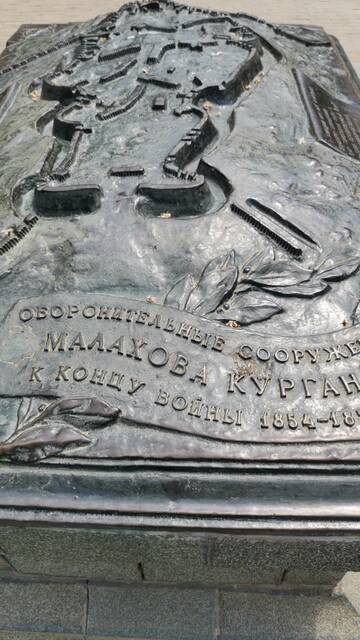 ОБОРОНИТЕЛЬНЫЕ СООРУЖЕ
МАЛАХОВА КУРГАН
К КОНЦУ ВОЙНЫ 1854-18